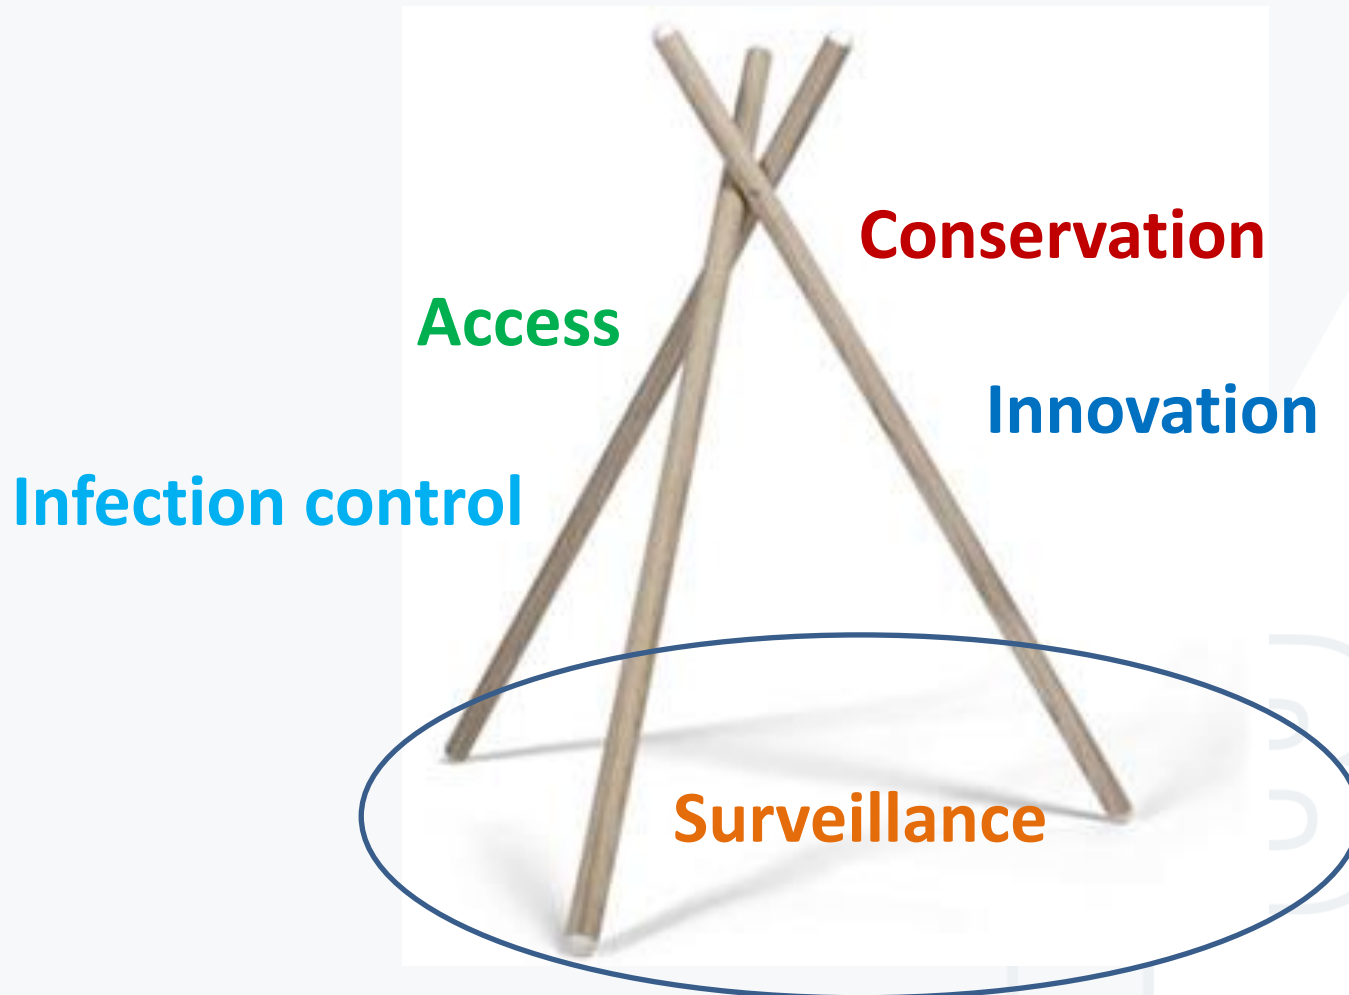 Conservation
Access
Innovation
Infection control
Surveillance